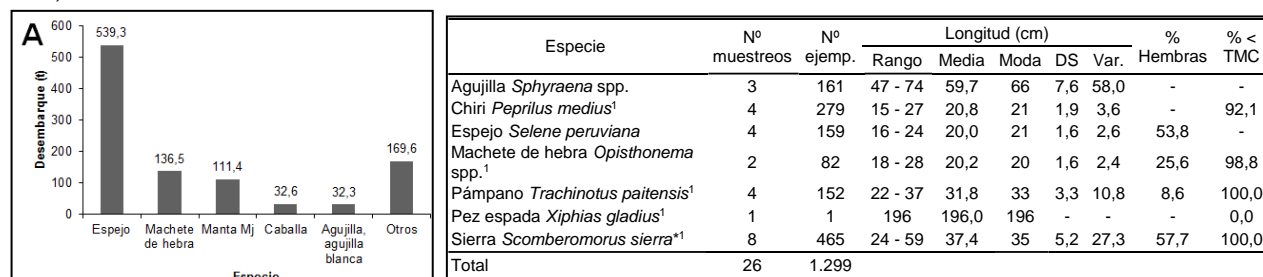 A
Desembarque (t)
600
500
400
300
200
100
0
539,3
136,5
111,4
32,6
32,3
169,6
Espejo
Machete de hebra
Manta Mj
Caballa
Agujilla, agujilla blanca
Otros
Especie
Especie Nº muestreos Nº ejemp. Longitud (cm) % Hembras % < TMC
Rango Media Moda DS Var.
Agujilla Sphyraena spp. 3 161 47 - 74 59,7 66 7,6 58,0 - -
Chiri Peprilus medius¹ 4 279 15 - 27 20,8 21 1,9 3,6 - 92,1
Espejo Selene peruviana 4 159 16 - 24 20,0 21 1,6 2,6 53,8 -
Machete de hebra Opisthonema spp.¹ 2 82 18 - 28 20,2 20 1,6 2,4 25,6 98,8
Pámpano Trachinotus paitensis¹ 4 152 22 - 37 31,8 33 3,3 10,8 8,6 100,0
Pez espada Xiphias gladius¹ 1 1 196 196,0 196 - - - 0,0
Sierra Scomberomorus sierra*¹ 8 465 24 - 59 37,4 35 5,2 27,3 57,7 100,0
Total 26 1.299